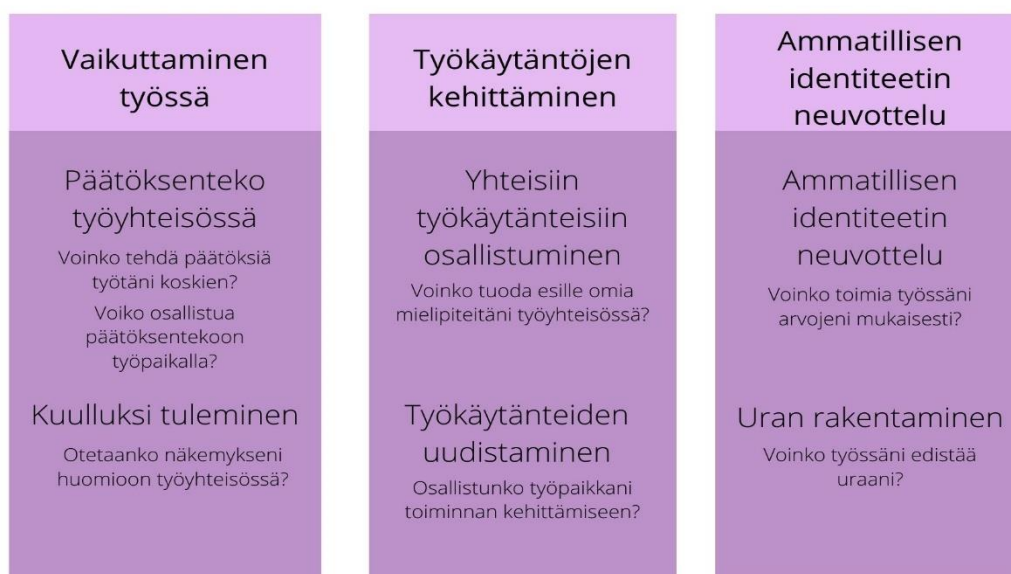 Vaikuttaminen
työssä
Päätöksenteko
työyhteisössä
Voinko tehdä päätöksiä
työtäni koskien?
Voiko osallistua
päätöksentekoon
työpaikalla?
Kuulluksi tuleminen
Otetaanko näkemykseni
huomioon työyhteisössä?
Työkäytäntöjen
kehittäminen
Yhteisiin
työkäytänteisiin
osallistuminen
Voinko tuoda esille omia
mielipiteitäni työyhteisössä?
Työkäytänteiden
uudistaminen
Osallistunko työpaikkani
toiminnan kehittämiseen?
Ammatillisen
identiteetin
neuvottelu
Ammatillisen
identiteetin
neuvottelu
Voinko toimia työssäni
arvojeni mukaisesti?
Uran rakentaminen
Voinko työssäni edistää
uraani?